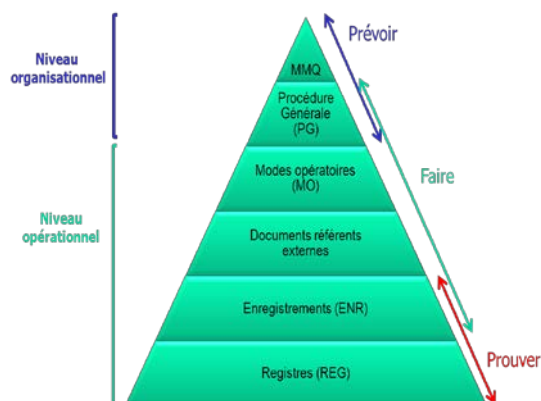 Niveau
organisationnel
Prévoir
MMQ
Procédure
Générale
(PG)
Modes opératoires
(MO)
Faire
Niveau
opérationnel
Documents référents
externes
Enregistrements (ENR)
Prouver
Registres (REG)